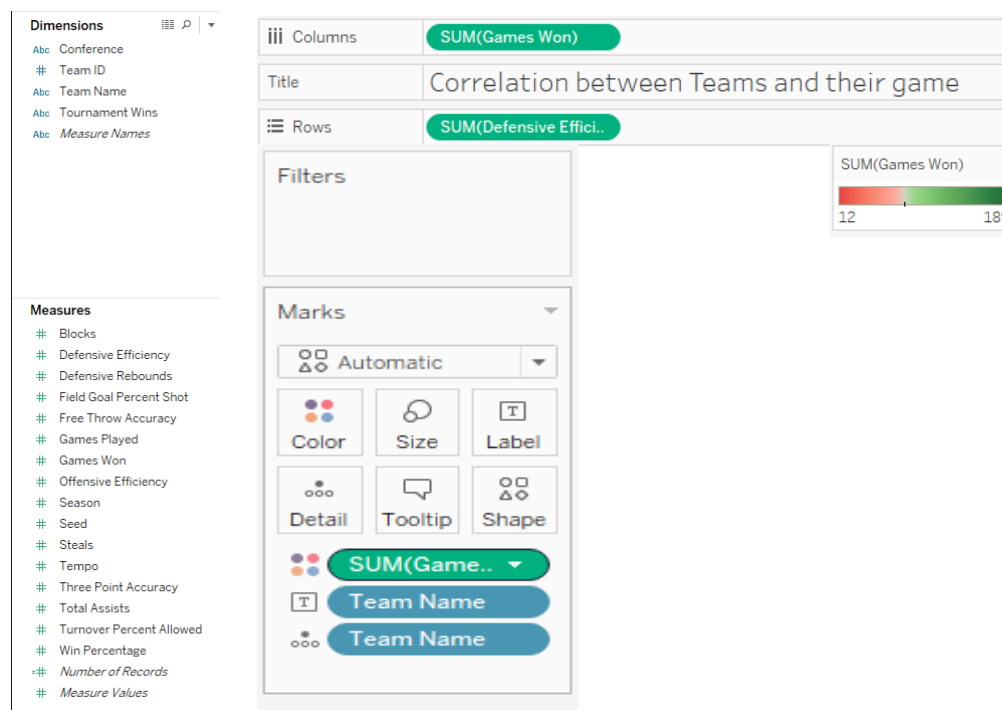 Dimensions
Abc Conference
# Team ID
Abc Team Name
Abc Tournament Wins
Abc Measure Names
Measures
# Blocks
# Defensive Efficiency
# Defensive Rebounds
# Field Goal Percent Shot
# Free Throw Accuracy
# Games Played
# Games Won
# Offensive Efficiency
# Season
# Seed
# Steals
# Tempo
# Three Point Accuracy
# Total Assists
# Turnover Percent Allowed
# Win Percentage
=# Number of Records
# Measure Values
Columns SUM(Games Won)
Title Correlation between Teams and their game
Rows SUM(Defensive Effici..
Filters
Marks
Automatic
Color Size T Label
Detail Tooltip Shape
SUM(Game..
T Team Name
Team Name
SUM(Games Won)
12